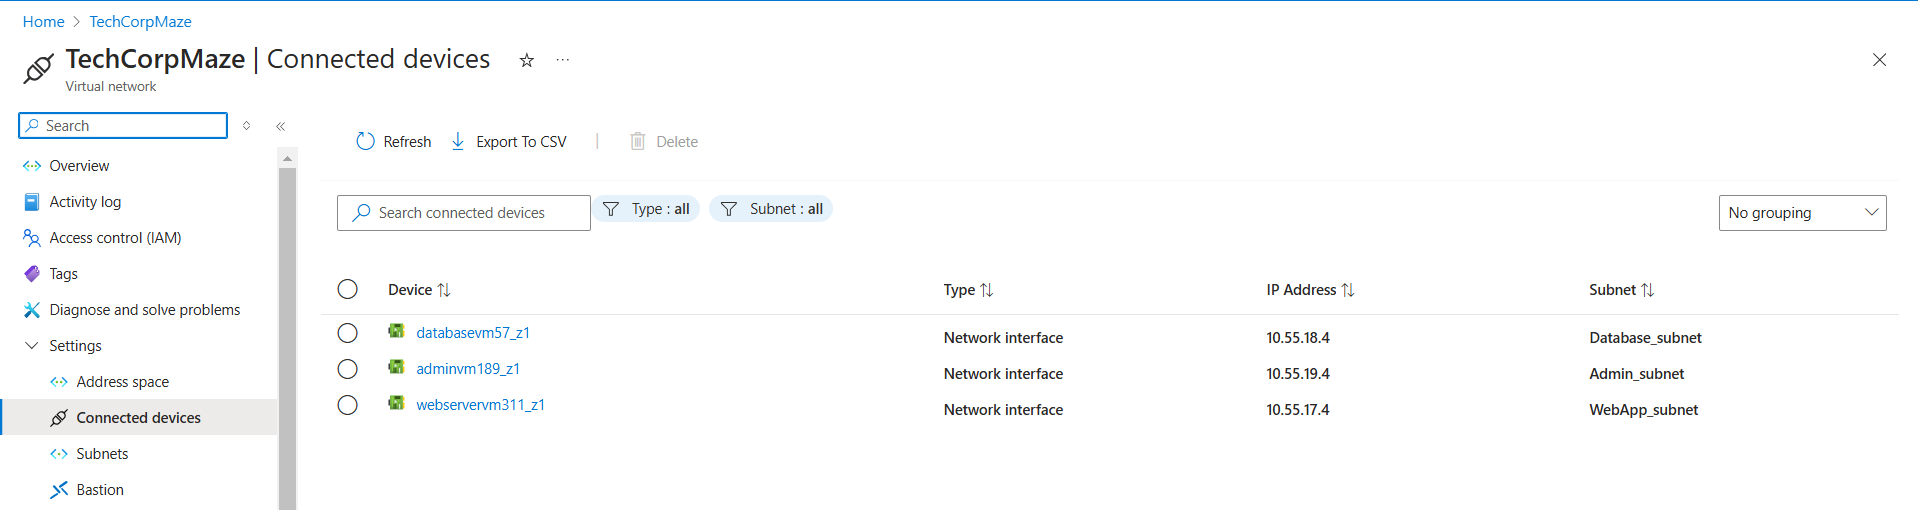 Home > TechCorpMaze
TechCorpMaze | Connected devices ☆ ···
Virtual network
Search
Overview
Activity log
Access control (IAM)
Tags
Diagnose and solve problems
Settings
Address space
Connected devices
Subnets
Bastion
Refresh Export To CSV | Delete
Search connected devices Type : all Subnet : all No grouping
Device Type IP Address Subnet
databasevm57_z1 Network interface 10.55.18.4 Database_subnet
adminvm189_z1 Network interface 10.55.19.4 Admin_subnet
webservervm311_z1 Network interface 10.55.17.4 WebApp_subnet